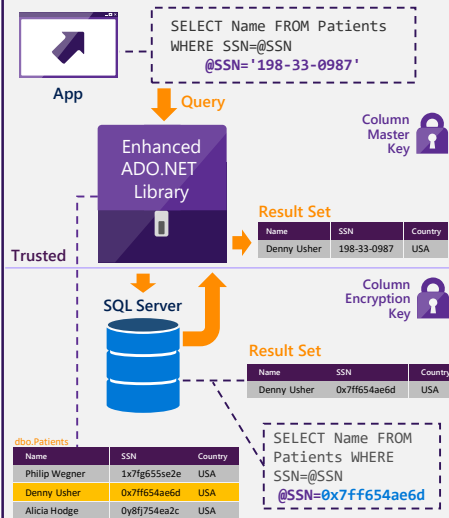 SELECT Name FROM Patients
WHERE SSN=@SSN
@SSN='198-33-0987'
App
Query
Column
Master
Key
Enhanced
ADO.NET
Library
Result Set
Name SSN Country
Denny Usher 198-33-0987 USA
Trusted
SQL Server
Column
Encryption
Key
Result Set
Name SSN Country
Denny Usher 0x7ff654ae6d USA
dbo.Patients
Name SSN Country
Philip Wegner 1x7fg655se2e USA
Denny Usher 0x7ff654ae6d USA
Alicia Hodge 0y8fj754ea2c USA
SELECT Name FROM
Patients WHERE
SSN=@SSN
@SSN=0x7ff654ae6d